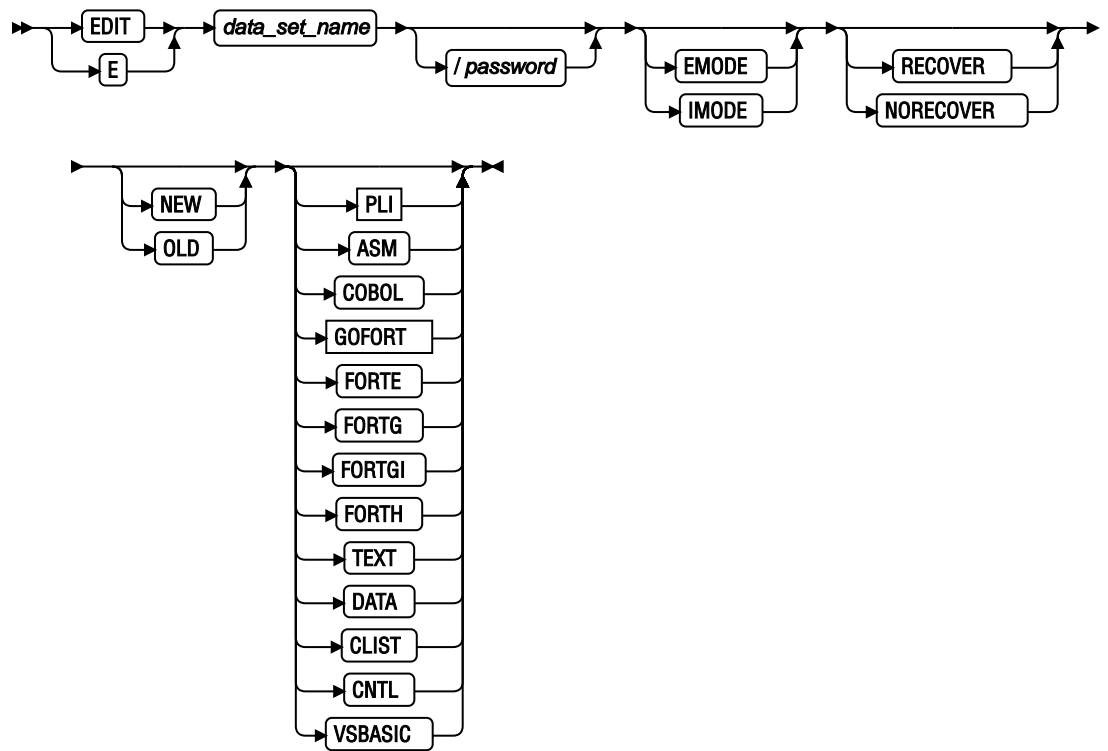 EDIT data_set_name
E / password EMODE RECOVER
IMODE NORECOVER
NEW PLI
OLD ASM
COBOL
GOFORT
FORTE
FORTG
FORTGI
FORTH
TEXT
DATA
CLIST
CNTL
VSBASIC